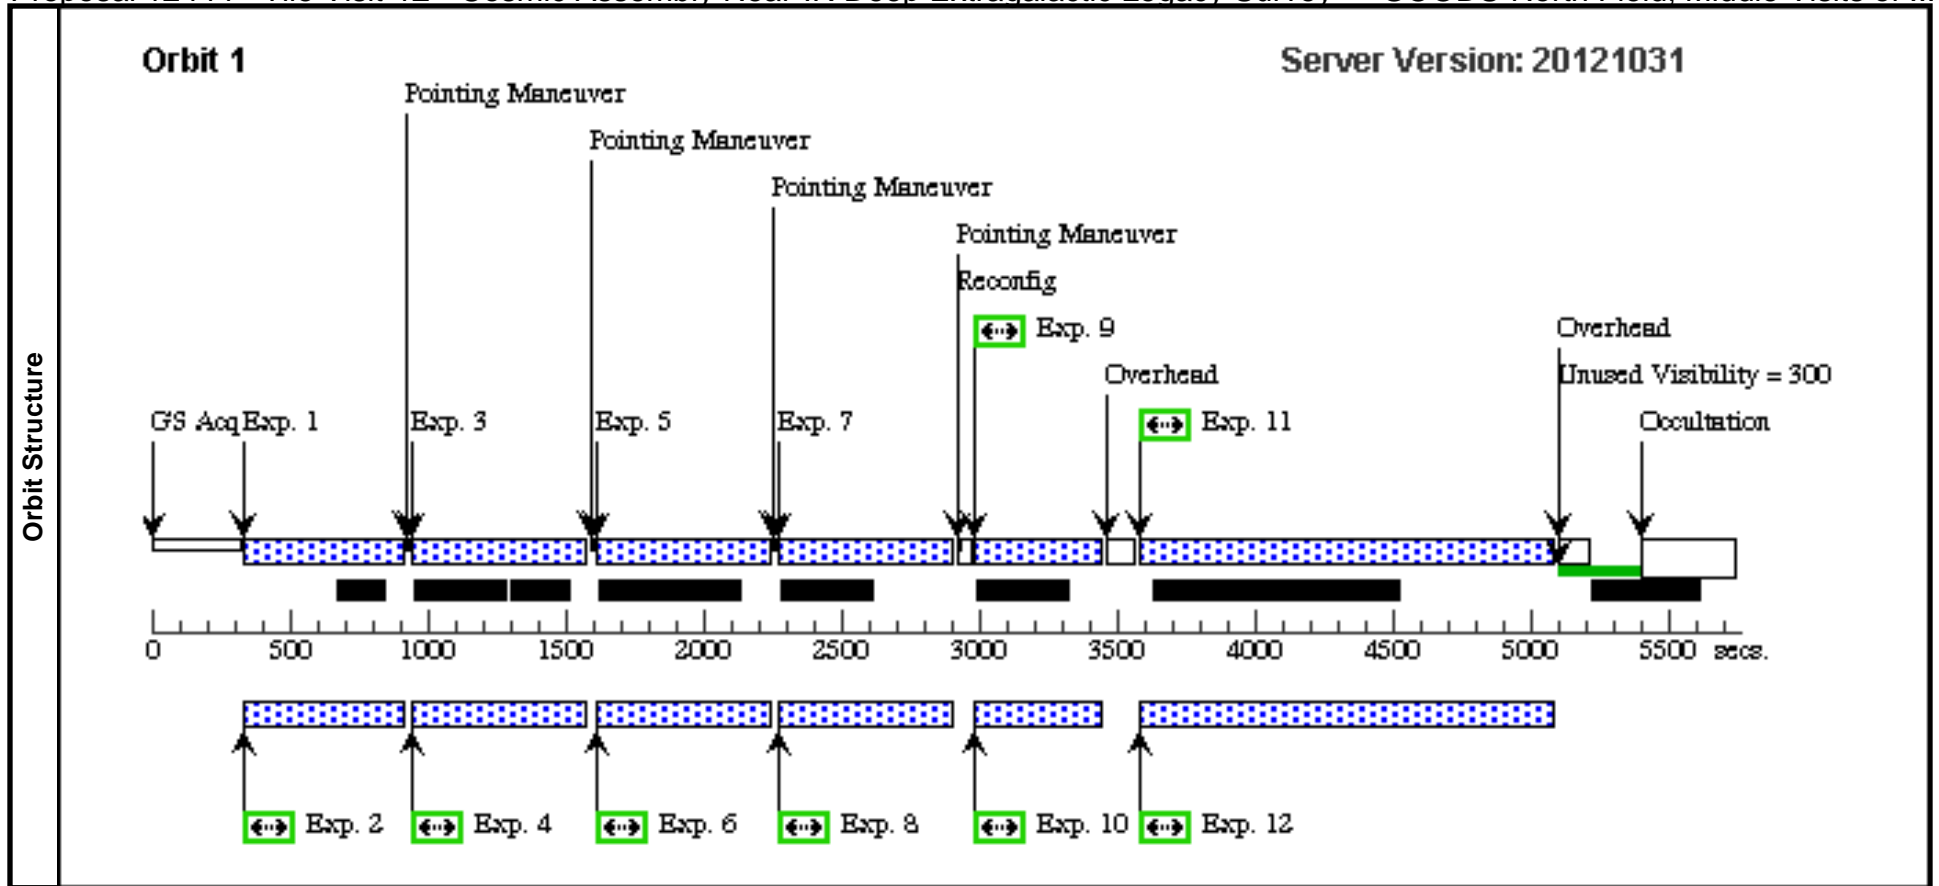 Orbit 1
Server Version: 20121031
Pointing Maneuver
Pointing Maneuver
Pointing Maneuver
Pointing Maneuver
Reconfig
Exp. 9
Overhead
Overhead
Unused Visibility = 300
GS Acq
Exp. 1
Exp. 3
Exp. 5
Exp. 7
Exp. 11
Occultation
Orbit Structure
0 500 1000 1500 2000 2500 3000 3500 4000 4500 5000 5500 secs.
Exp. 2
Exp. 4
Exp. 6
Exp. 8
Exp. 10
Exp. 12